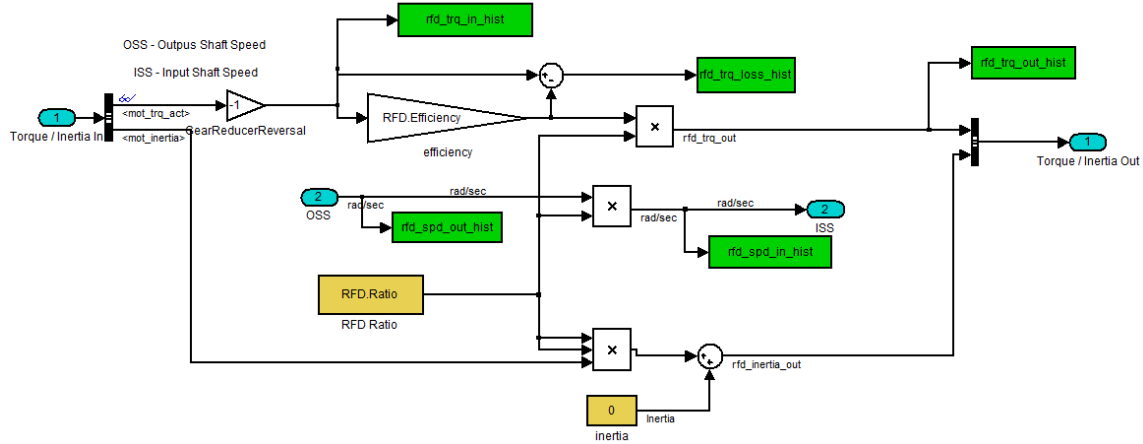 rfd_trq_in_hist
OSS - Outpus Shaft Speed
rfd_trq_out_hist
ISS - Input Shaft Speed
+
-
rfd_trq_loss_hist
1
Torque / Inertia In
<mot_trq_act>
<mot_inertia>
-1
GearReducerReversal
RFD.Efficiency
efficiency
×
rfd_trq_out
1
Torque / Inertia Out
2
OSS
rad/sec
rad/sec
×
rad/sec
rad/sec
2
ISS
rfd_spd_out_hist
rfd_spd_in_hist
RFD.Ratio
RFD Ratio
×
+
+
rfd_inertia_out
0
Inertia
inertia